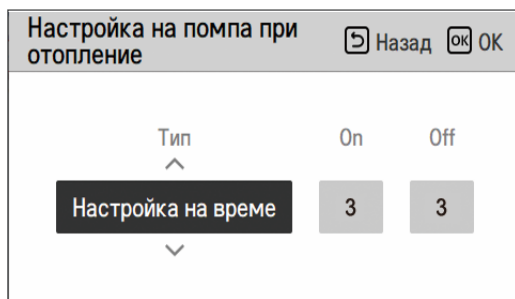 Настройка на помпа при
отопление
Назад OK OK
Тип On Off
Настройка на време 3 3